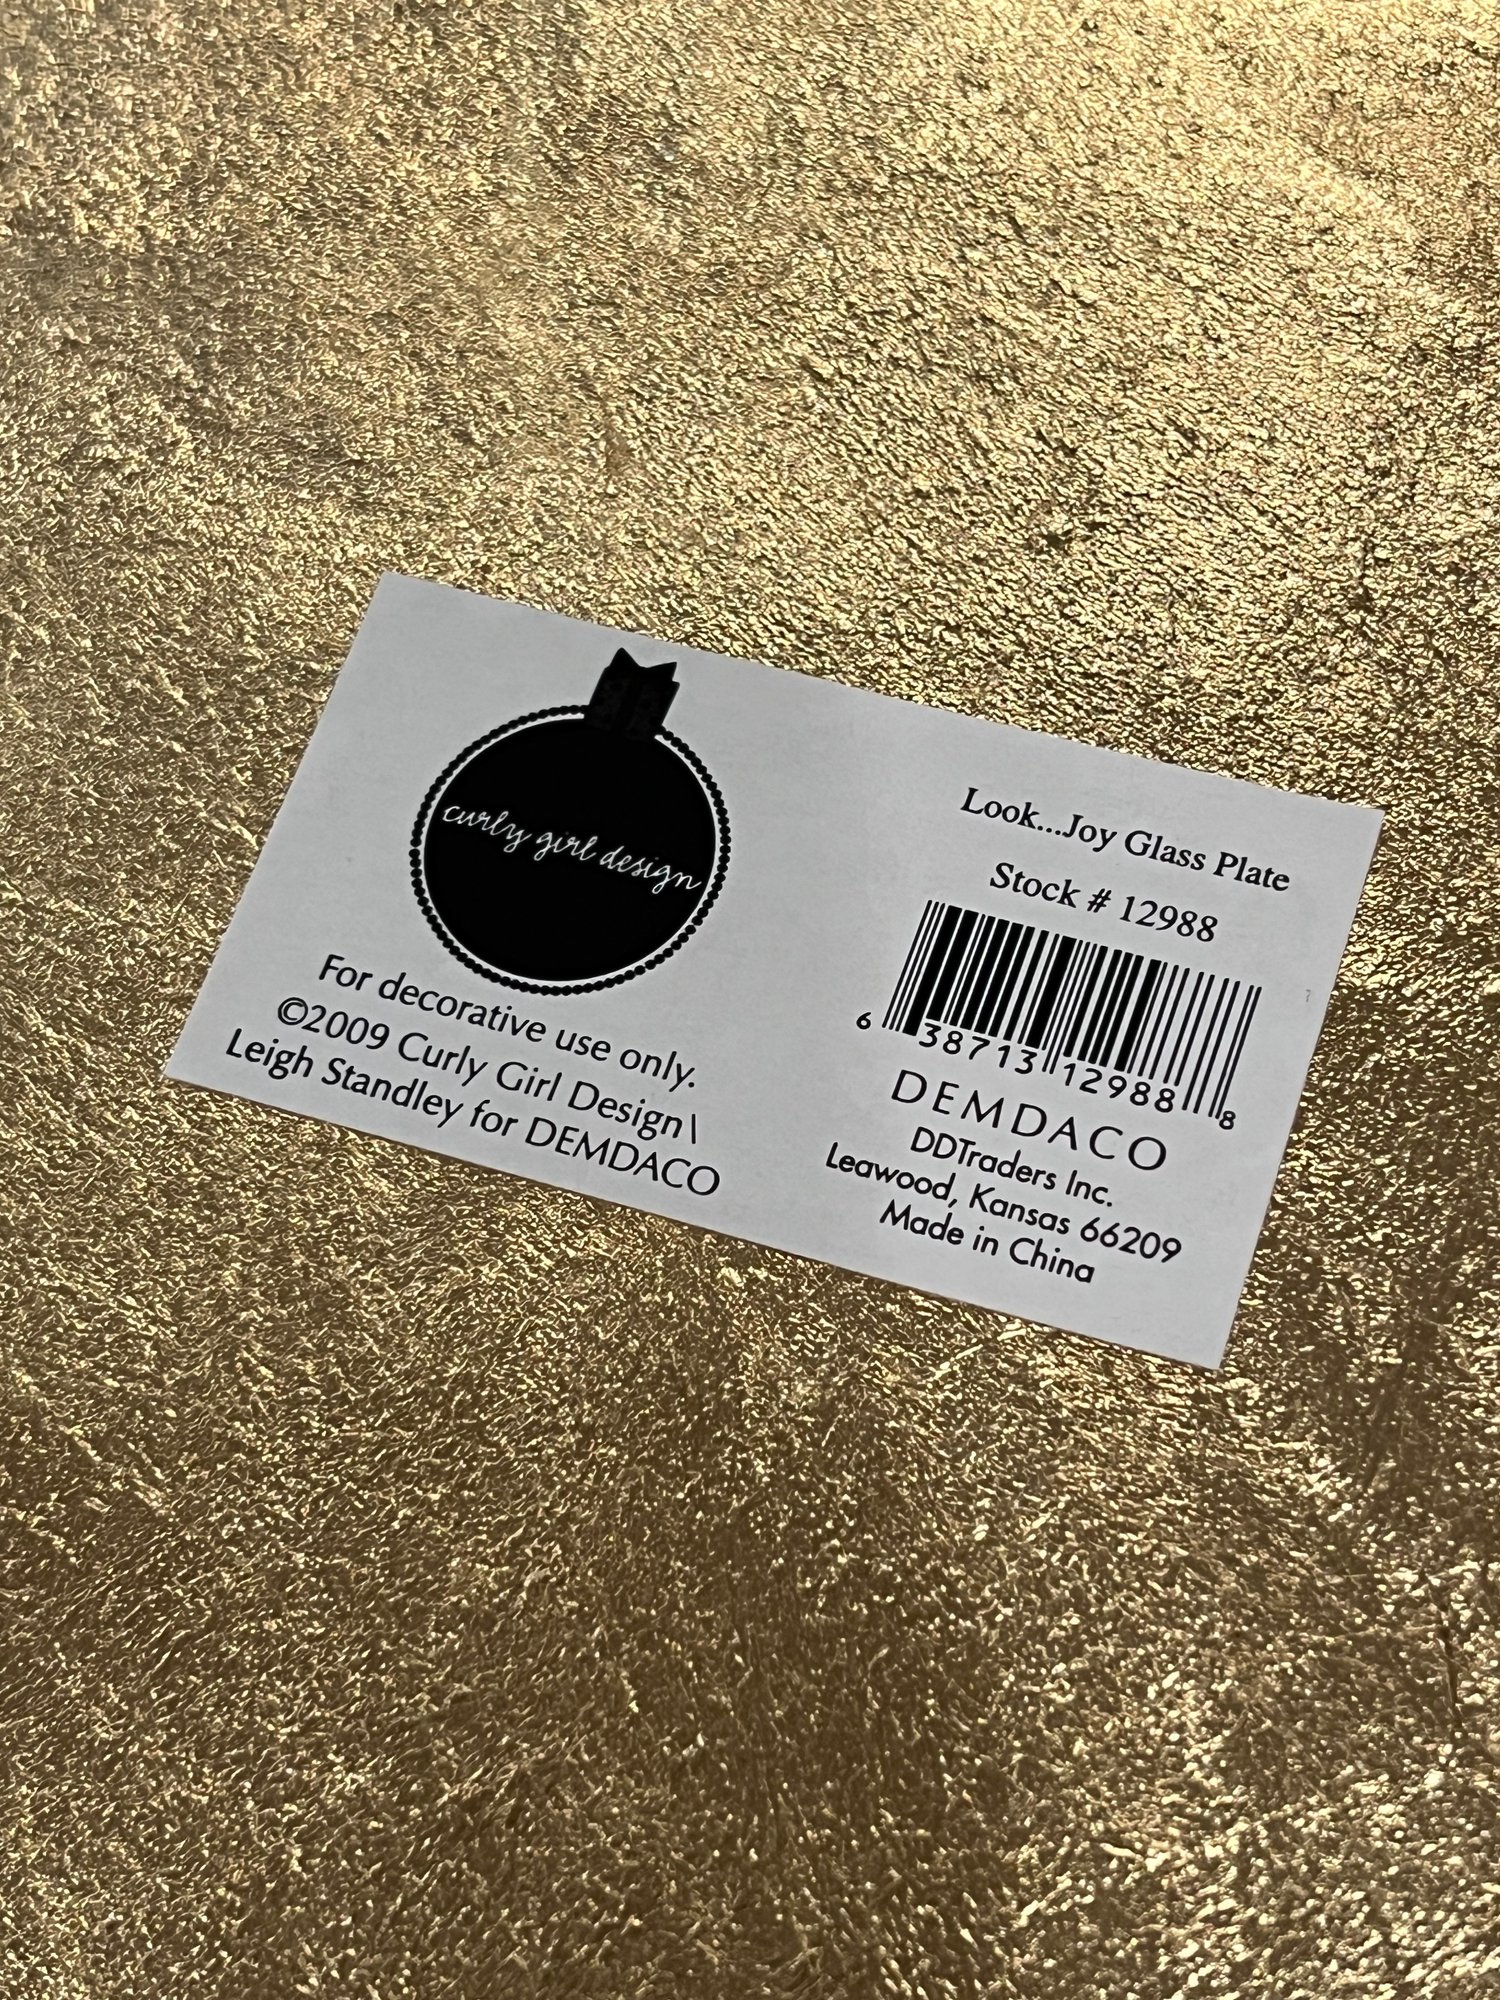 curly girl design
For decorative use only.
©2009 Curly Girl Design\
Leigh Standley for DEMDACO
Look...Joy Glass Plate
Stock # 12988
6 38713 12988 8
DEMDACO
DDTraders Inc.
Leawood, Kansas 66209
Made in China